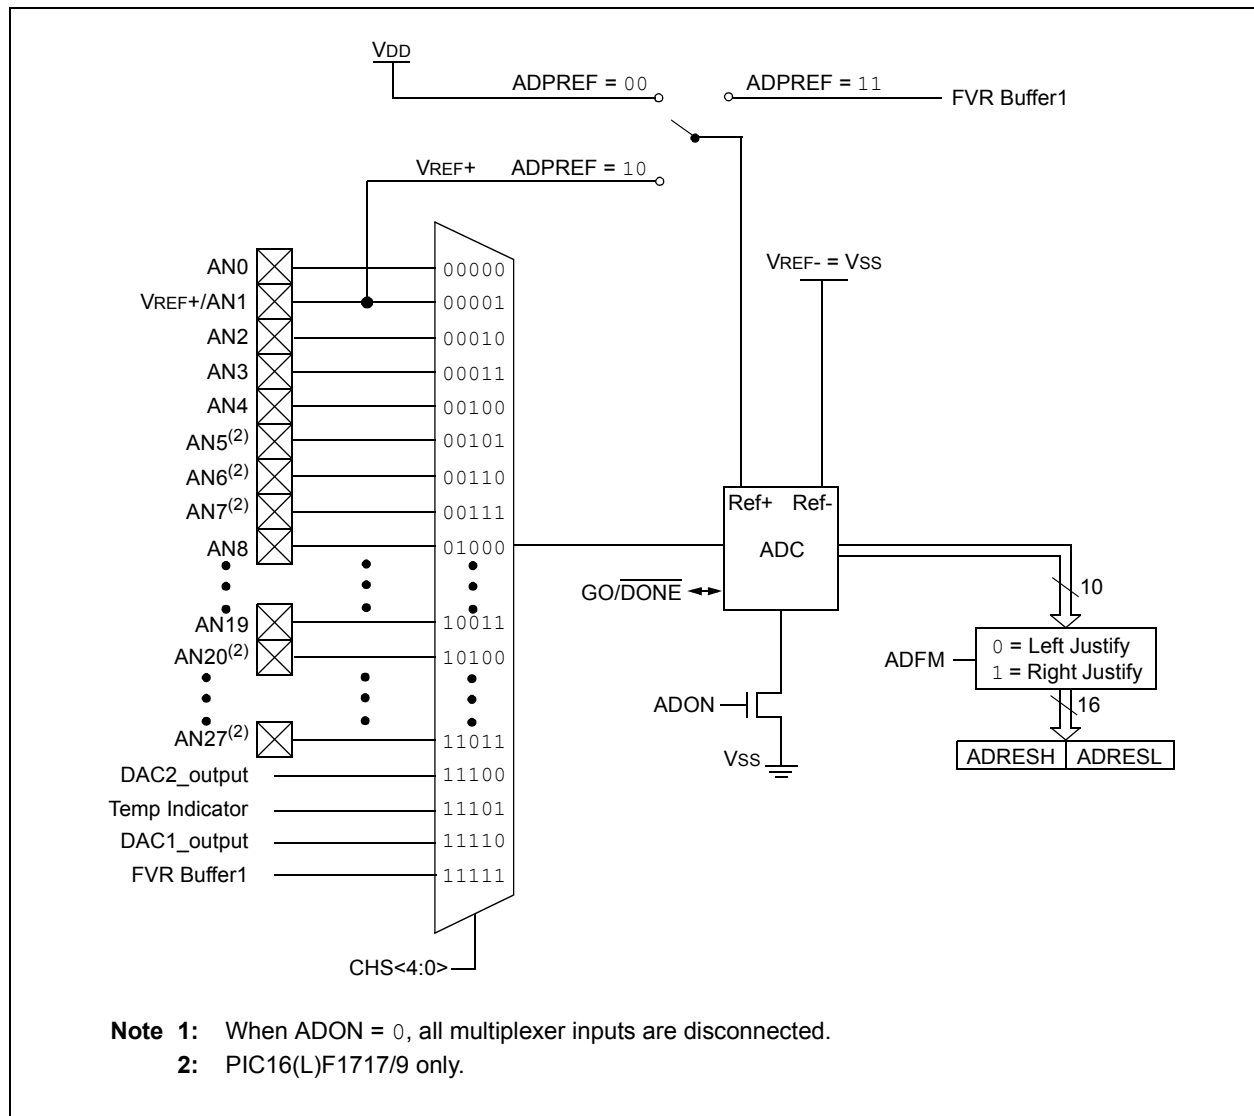 VDD
ADPREF = 00
ADPREF = 11
FVR Buffer1
VREF+ ADPREF = 10
AN0
00000
VREF+/AN1
00001
AN2
00010
AN3
00011
AN4
00100
AN5(2)
00101
AN6(2)
00110
AN7(2)
00111
AN8
01000
AN19
10011
AN20(2)
10100
AN27(2)
11011
DAC2_output
11100
Temp Indicator
11101
DAC1_output
11110
FVR Buffer1
11111
CHS<4:0>
VREF- = VSS
Ref+ Ref-
ADC
GO/DONE
ADON
VSS
10
ADFM
0 = Left Justify
1 = Right Justify
16
ADRESH ADRESL
Note 1: When ADON = 0, all multiplexer inputs are disconnected.
2: PIC16(L)F1717/9 only.